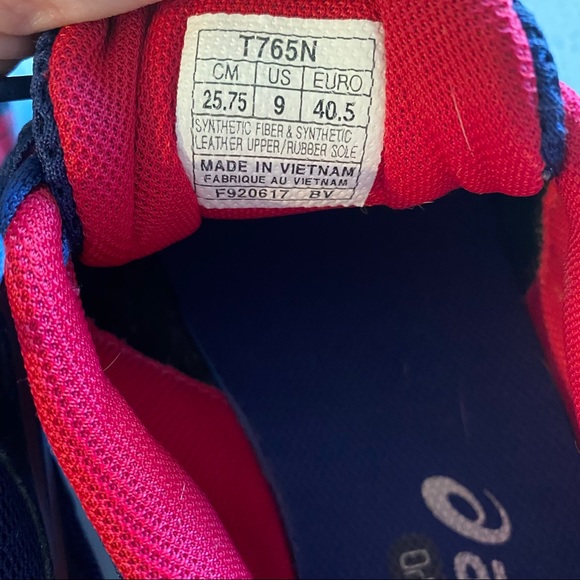 T765N
CM US EURO
25.75 9 40.5
SYNTHETIC FIBER & SYNTHETIC
LEATHER UPPER/RUBBER SOLE
MADE IN VIETNAM
FABRIQUE AU VIETNAM
F920617 BV